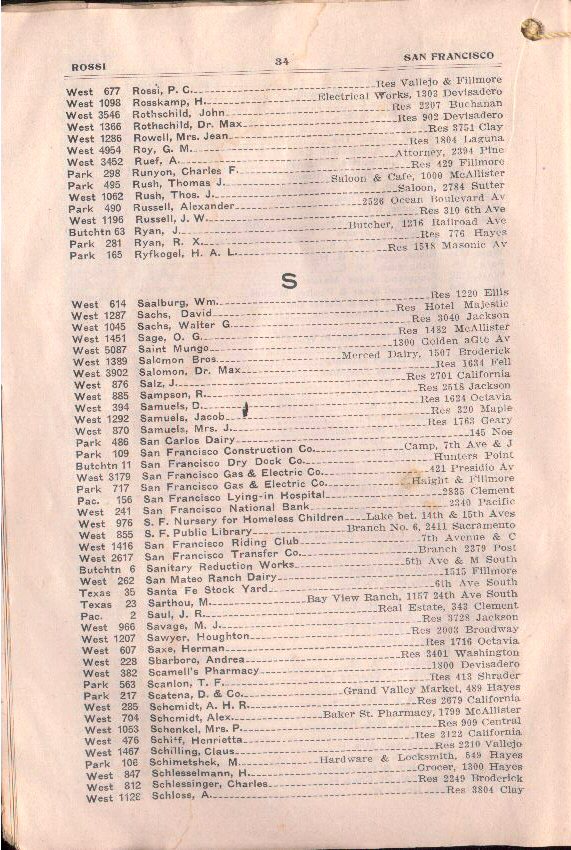 ROSSI 34 SAN FRANCISCO
West 677 Rossi, P. C. Res Vallejo & Fillmore
West 1098 Rosskamp, H. Electrical Works, 1303 Devisadero
West 3546 Rothschild, John Res 2207 Buchanan
West 1366 Rothschild, Dr. Max Res 902 Devisadero
West 1286 Rowell, Mrs. Jean Res 3751 Clay
West 4954 Roy, G. M. Res 1804 Laguna
West 3452 Ruef, A. Attorney, 2394 Pine
Park 298 Runyon, Charles F. Res 429 Fillmore
Park 495 Rush, Thomas J. Saloon & Cafe, 1000 McAllister
West 1062 Rush, Thos. J. Saloon, 2784 Sutter
Park 490 Russell, Alexander 2526 Ocean Boulevard Av
West 1196 Russell, J. W. Res 310 6th Ave
Butchtn 63 Ryan, J. Butcher, 1216 Railroad Ave
Park 281 Ryan, R. X. Res 776 Hayes
Park 165 Ryfkogel, H. A. L. Res 1518 Masonic Av
S
West 614 Saalburg, Wm. Res 1220 Ellis
West 1287 Sachs, David Res Hotel Majestic
West 1045 Sachs, Walter G. Res 3040 Jackson
West 1451 Sage, O. G. Res 1482 McAllister
West 5087 Saint Mungo 1300 Golden aGte Av
West 1389 Salomon Bros. Merced Dairy, 1507 Broderick
West 3902 Salomon, Dr. Max Res 1634 Fell
West 876 Salz, J. Res 2701 California
West 885 Sampson, R. Res 2518 Jackson
West 394 Samuels, D. Res 1624 Octavia
West 1292 Samuels, Jacob Res 320 Maple
West 870 Samuels, Mrs. J. Res 1763 Geary
Park 486 San Carlos Dairy 145 Noe
Park 109 San Francisco Construction Co. Camp, 7th Ave & J
Butchtn 11 San Francisco Dry Dock Co. Hunters Point
West 3179 San Francisco Gas & Electric Co. 421 Presidio Av
Park 717 San Francisco Gas & Electric Co. Haight & Fillmore
Pac. 156 San Francisco Lying-in Hospital 2835 Clement
West 241 San Francisco National Bank 2340 Pacific
West 976 S. F. Nursery for Homeless Children Lake bet. 14th & 15th Aves
West 855 S. F. Public Library Branch No. 6, 2411 Sacramento
West 1416 San Francisco Riding Club 7th Avenue & C
West 2617 San Francisco Transfer Co. Branch 2379 Post
Butchtn 6 Sanitary Reduction Works 5th Ave & M South
West 262 San Mateo Ranch Dairy 1515 Fillmore
Texas 35 Santa Fe Stock Yard 6th Ave South
Texas 23 Sarthou, M. Bay View Ranch, 1157 24th Ave South
Pac. 2 Saul, J. R. Real Estate, 343 Clement
West 966 Savage, M. J. Res 3728 Jackson
West 1207 Sawyer, Houghton Res 2003 Broadway
West 607 Saxe, Herman Res 1716 Octavia
West 228 Sbarboro, Andrea Res 3401 Washington
West 382 Scamell's Pharmacy 1800 Devisadero
Park 563 Scanlon, T. F. Res 413 Shrader
Park 217 Scatena, D. & Co. Grand Valley Market, 489 Hayes
West 285 Schemdt, A. H. R. Res 2679 California
West 704 Schemdt, Alex Baker St. Pharmacy, 1799 McAllister
West 1053 Schenkel, Mrs. P. Res 909 Central
West 476 Schiff, Henrietta Res 3122 California
West 1467 Schilling, Claus Res 2210 Vallejo
Park 106 Schimetshek, M. Hardware & Locksmith, 549 Hayes
West 847 Schlesselmann, H. Grocer, 1300 Hayes
West 812 Schlessinger, Charles Res 2249 Broderick
West 1128 Schloss, A. Res 3804 Clay